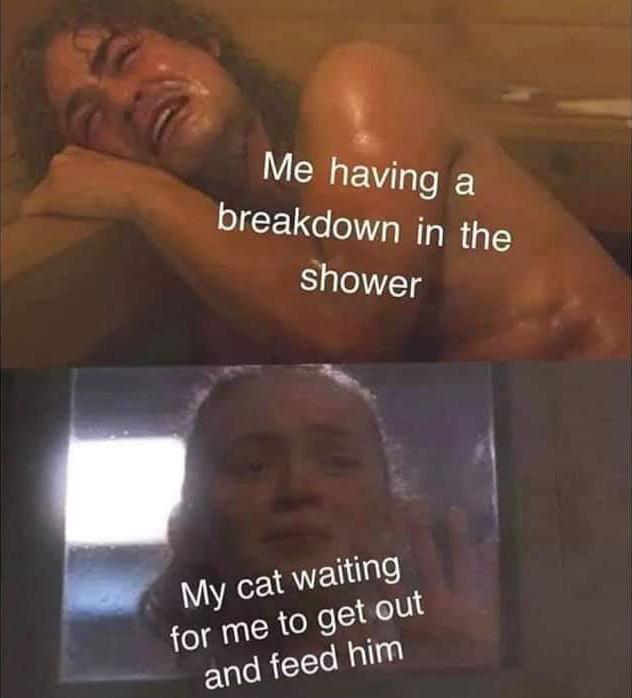 Me having a
breakdown in the
shower
My cat waiting
for me to get out
and feed him